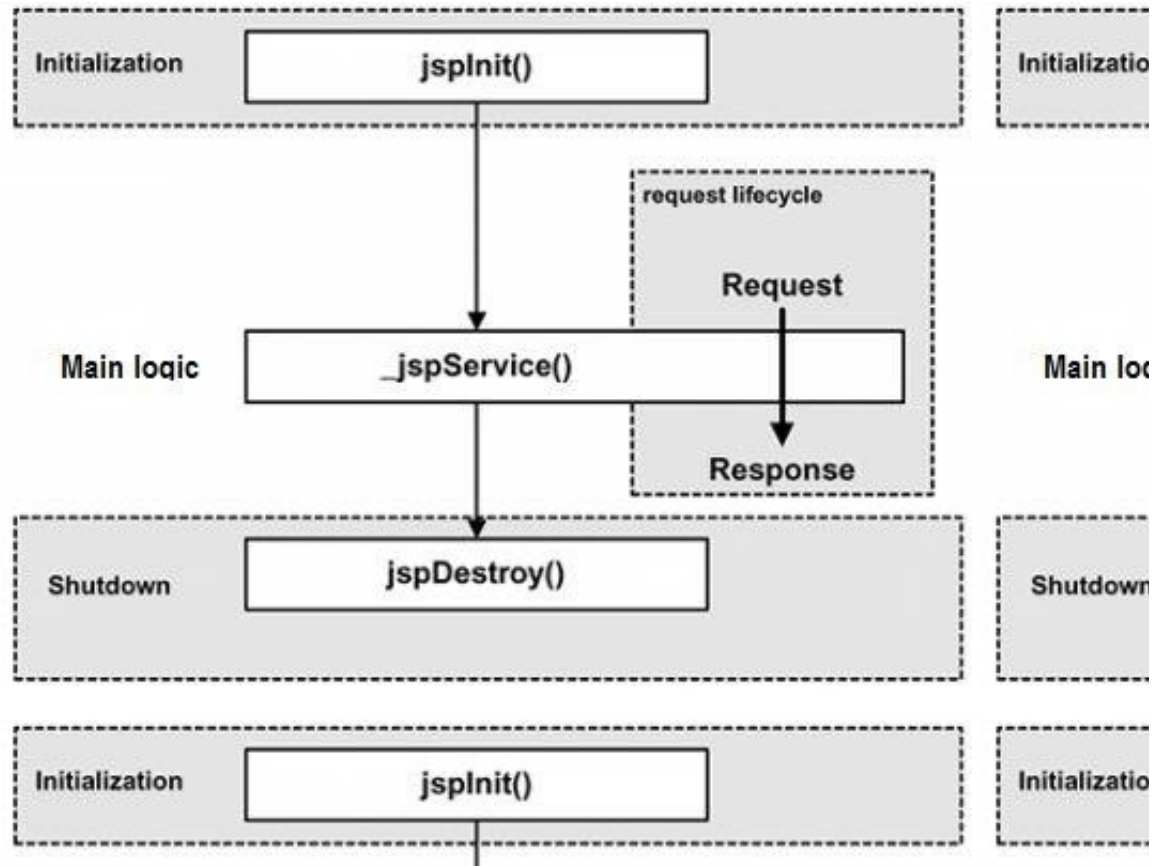 Initialization
jspInit()
Initializatio
request lifecycle
Request
Main logic
_jspService()
Main loc
Response
jspDestroy()
Shutdown
Shutdown
Initialization
jspInit()
Initializatio